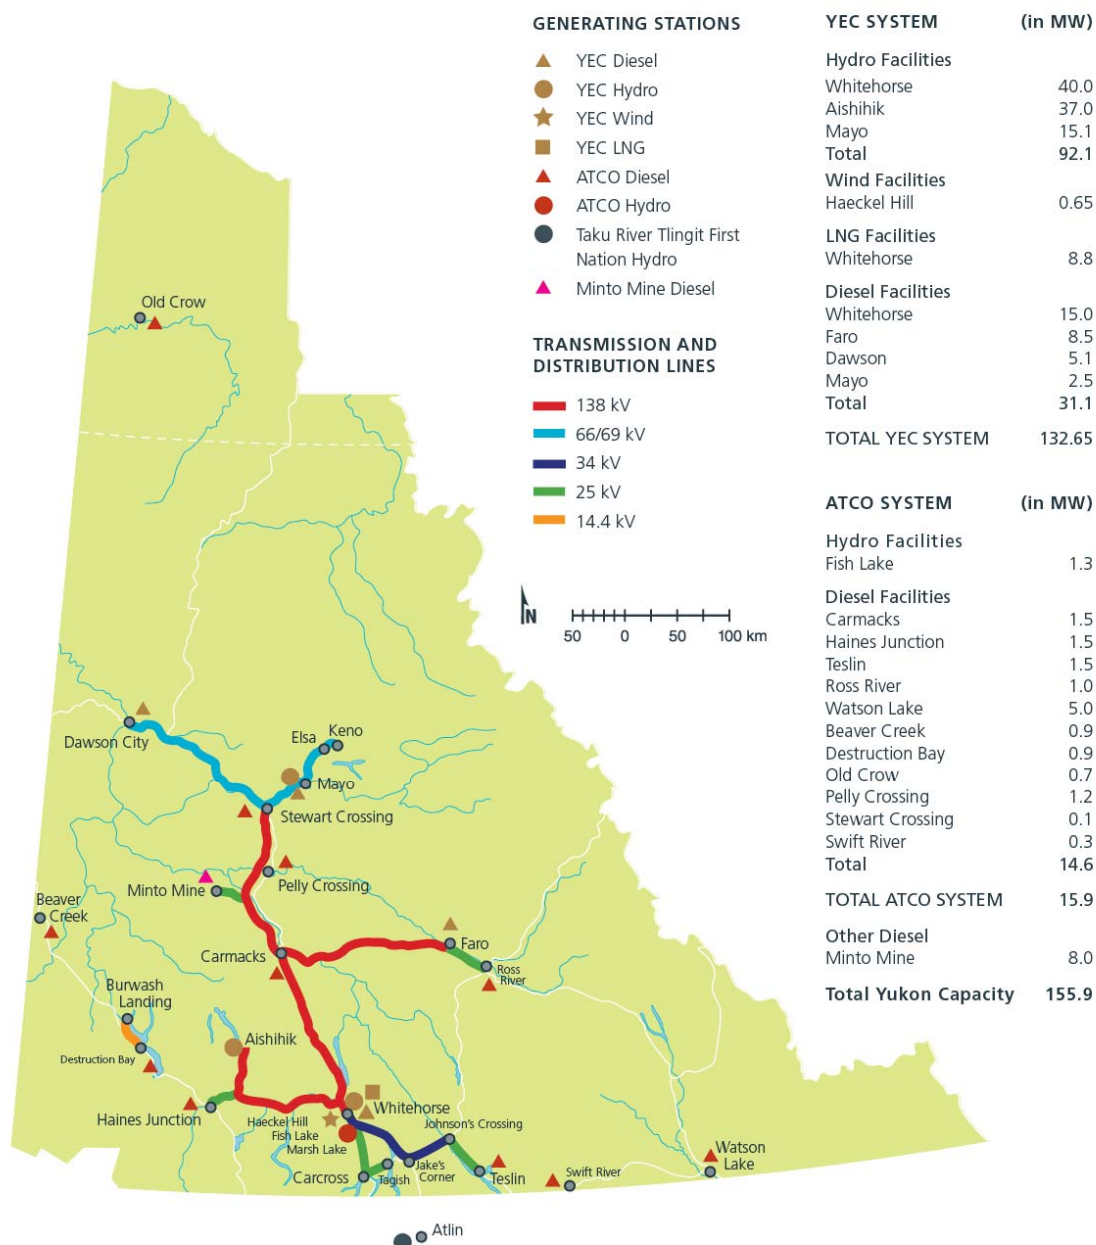 GENERATING STATIONS
YEC Diesel
YEC Hydro
YEC Wind
YEC LNG
ATCO Diesel
ATCO Hydro
Taku River Tlingit First
Nation Hydro
Minto Mine Diesel
TRANSMISSION AND
DISTRIBUTION LINES
138 kV
66/69 kV
34 kV
25 kV
14.4 kV
N
50 0 50 100 km
YEC SYSTEM (in MW)
Hydro Facilities
Whitehorse 40.0
Aishihik 37.0
Mayo 15.1
Total 92.1
Wind Facilities
Haeckel Hill 0.65
LNG Facilities
Whitehorse 8.8
Diesel Facilities
Whitehorse 15.0
Faro 8.5
Dawson 5.1
Mayo 2.5
Total 31.1
TOTAL YEC SYSTEM 132.65
ATCO SYSTEM (in MW)
Hydro Facilities
Fish Lake 1.3
Diesel Facilities
Carmacks 1.5
Haines Junction 1.5
Teslin 1.5
Ross River 1.0
Watson Lake 5.0
Beaver Creek 0.9
Destruction Bay 0.9
Old Crow 0.7
Pelly Crossing 1.2
Stewart Crossing 0.1
Swift River 0.3
Total 14.6
TOTAL ATCO SYSTEM 15.9
Other Diesel
Minto Mine 8.0
Total Yukon Capacity 155.9
Old Crow
Dawson City
Elsa
Keno
Mayo
Stewart Crossing
Pelly Crossing
Minto Mine
Beaver
Creek
Carmacks
Faro
Ross
River
Burwash
Landing
Destruction Bay
Aishihik
Haines Junction
Haeckel Hill
Fish Lake
Marsh Lake
Whitehorse
Johnson's Crossing
Carcross
Tagish
Jake's
Corner
Teslin
Swift River
Watson
Lake
Atlin